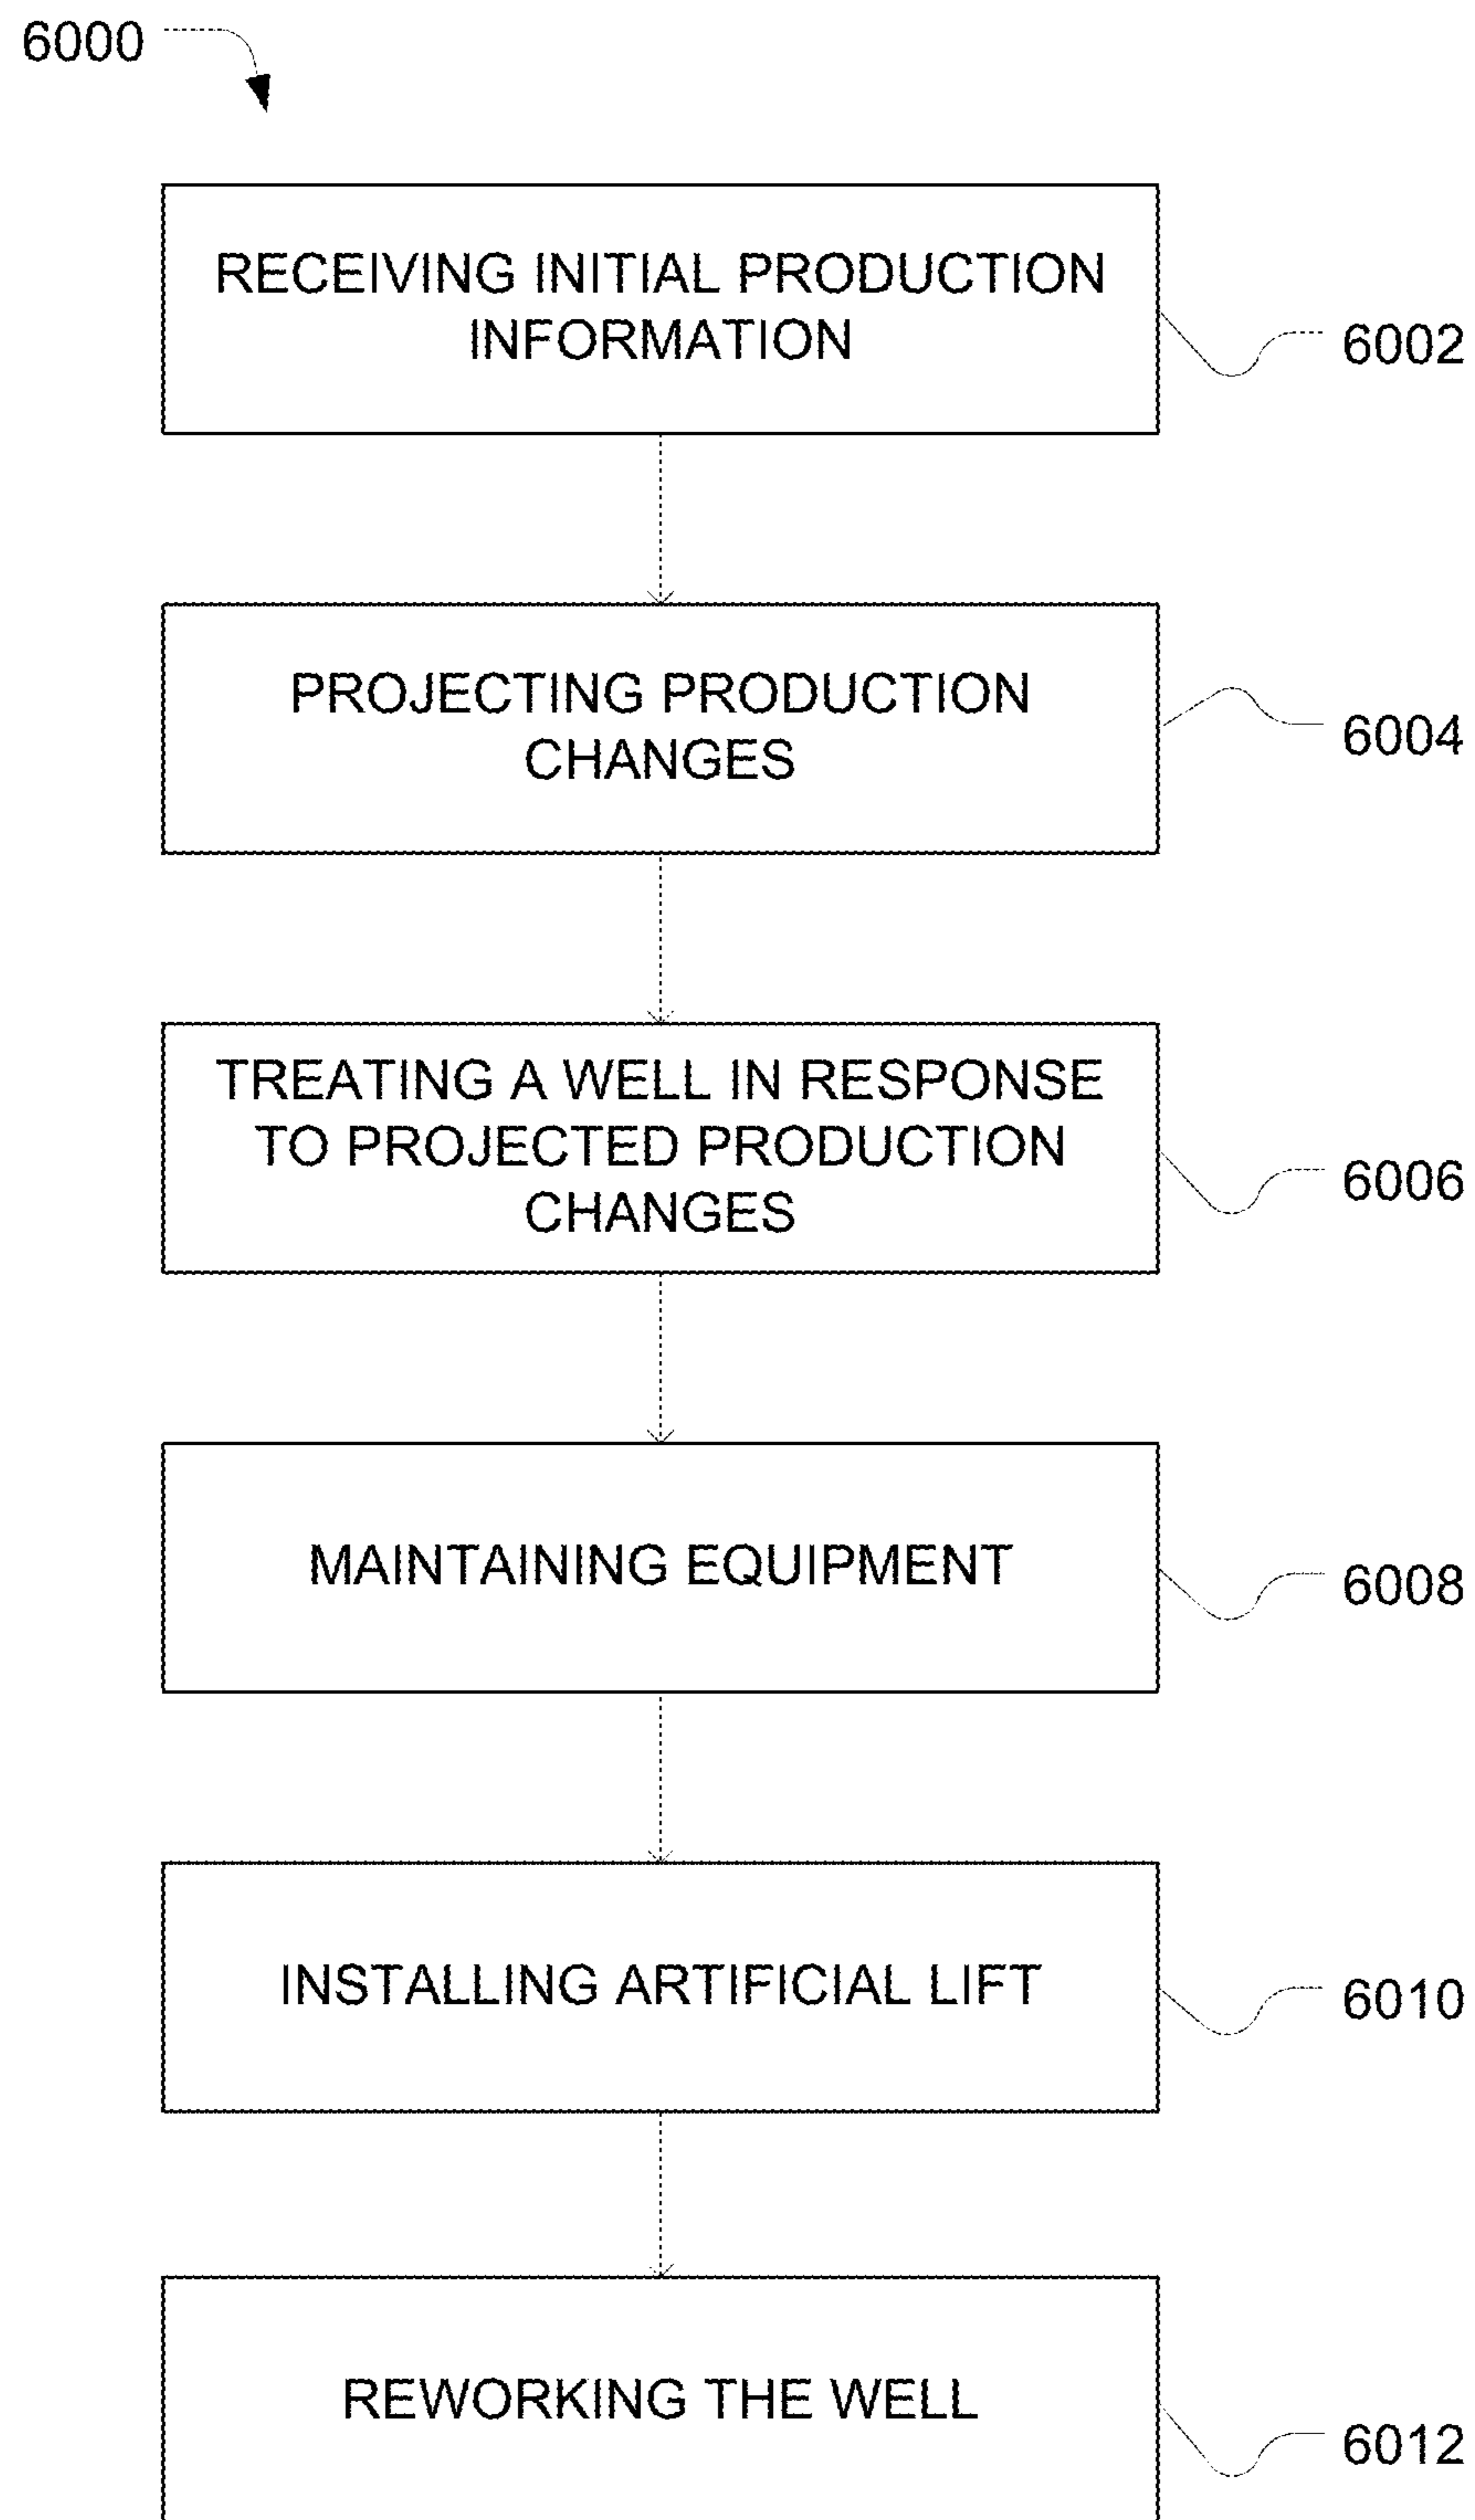 6000
RECEIVING INITIAL PRODUCTION
INFORMATION
6002
PROJECTING PRODUCTION
CHANGES
6004
TREATING A WELL IN RESPONSE
TO PROJECTED PRODUCTION
CHANGES
6006
MAINTAINING EQUIPMENT
6008
INSTALLING ARTIFICIAL LIFT
6010
REWORKING THE WELL
6012